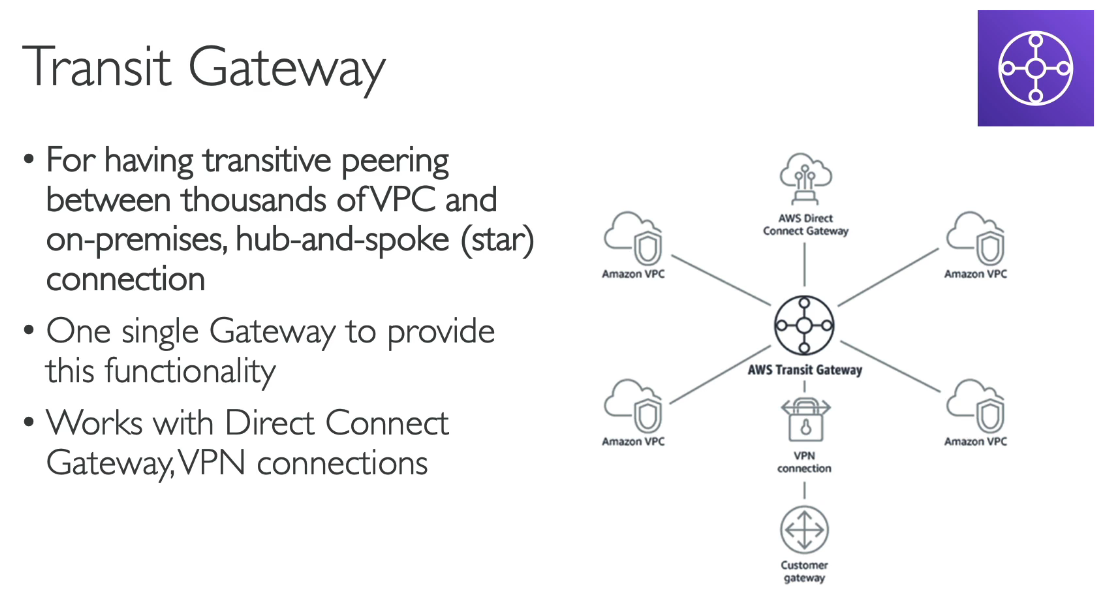 Transit Gateway
• For having transitive peering
between thousands of VPC and
on-premises, hub-and-spoke (star)
connection
• One single Gateway to provide
this functionality
• Works with Direct Connect
Gateway, VPN connections
AWS Direct
Connect Gateway
Amazon VPC
Amazon VPC
AWS Transit Gateway
Amazon VPC
Amazon VPC
VPN
connection
Customer
gateway